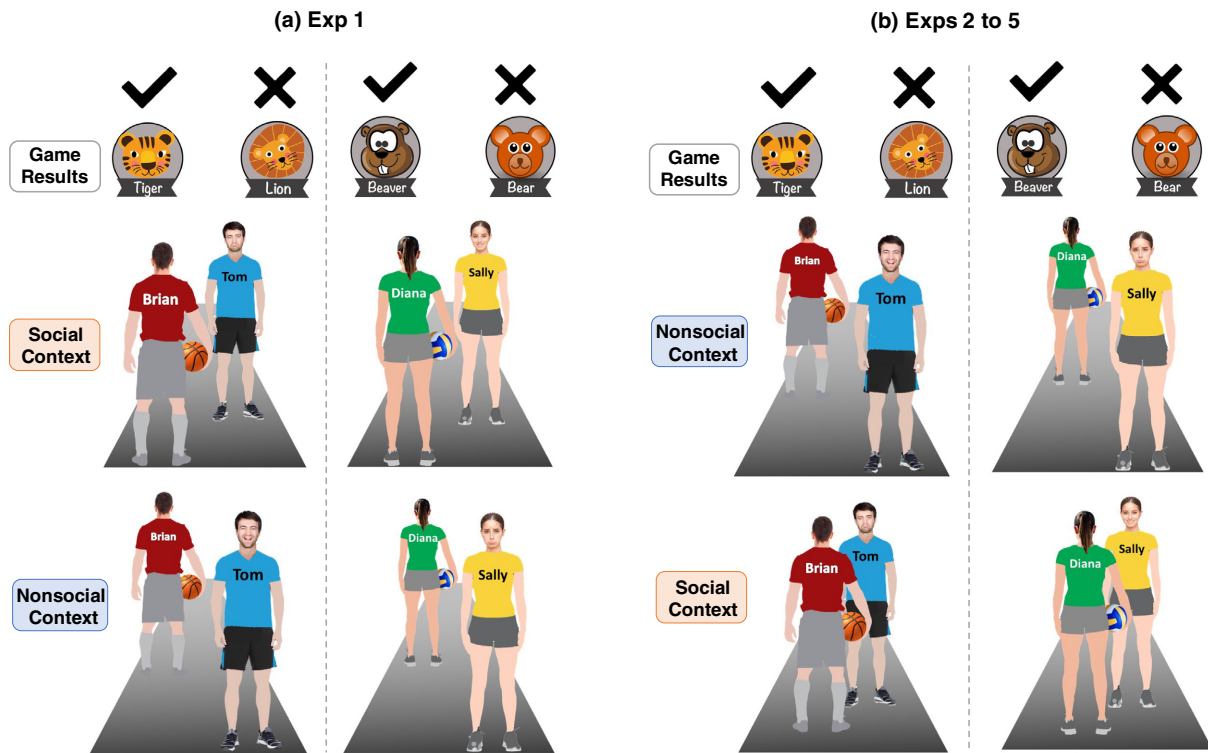 (a) Exp 1
Game
Results
Tiger
Lion
Beaver
Bear
Social
Context
Brian
Tom
Diana
Sally
Nonsocial
Context
Brian
Tom
Diana
Sally
(b) Exps 2 to 5
Game
Results
Tiger
Lion
Beaver
Bear
Nonsocial
Context
Brian
Tom
Diana
Sally
Social
Context
Brian
Tom
Diana
Sally